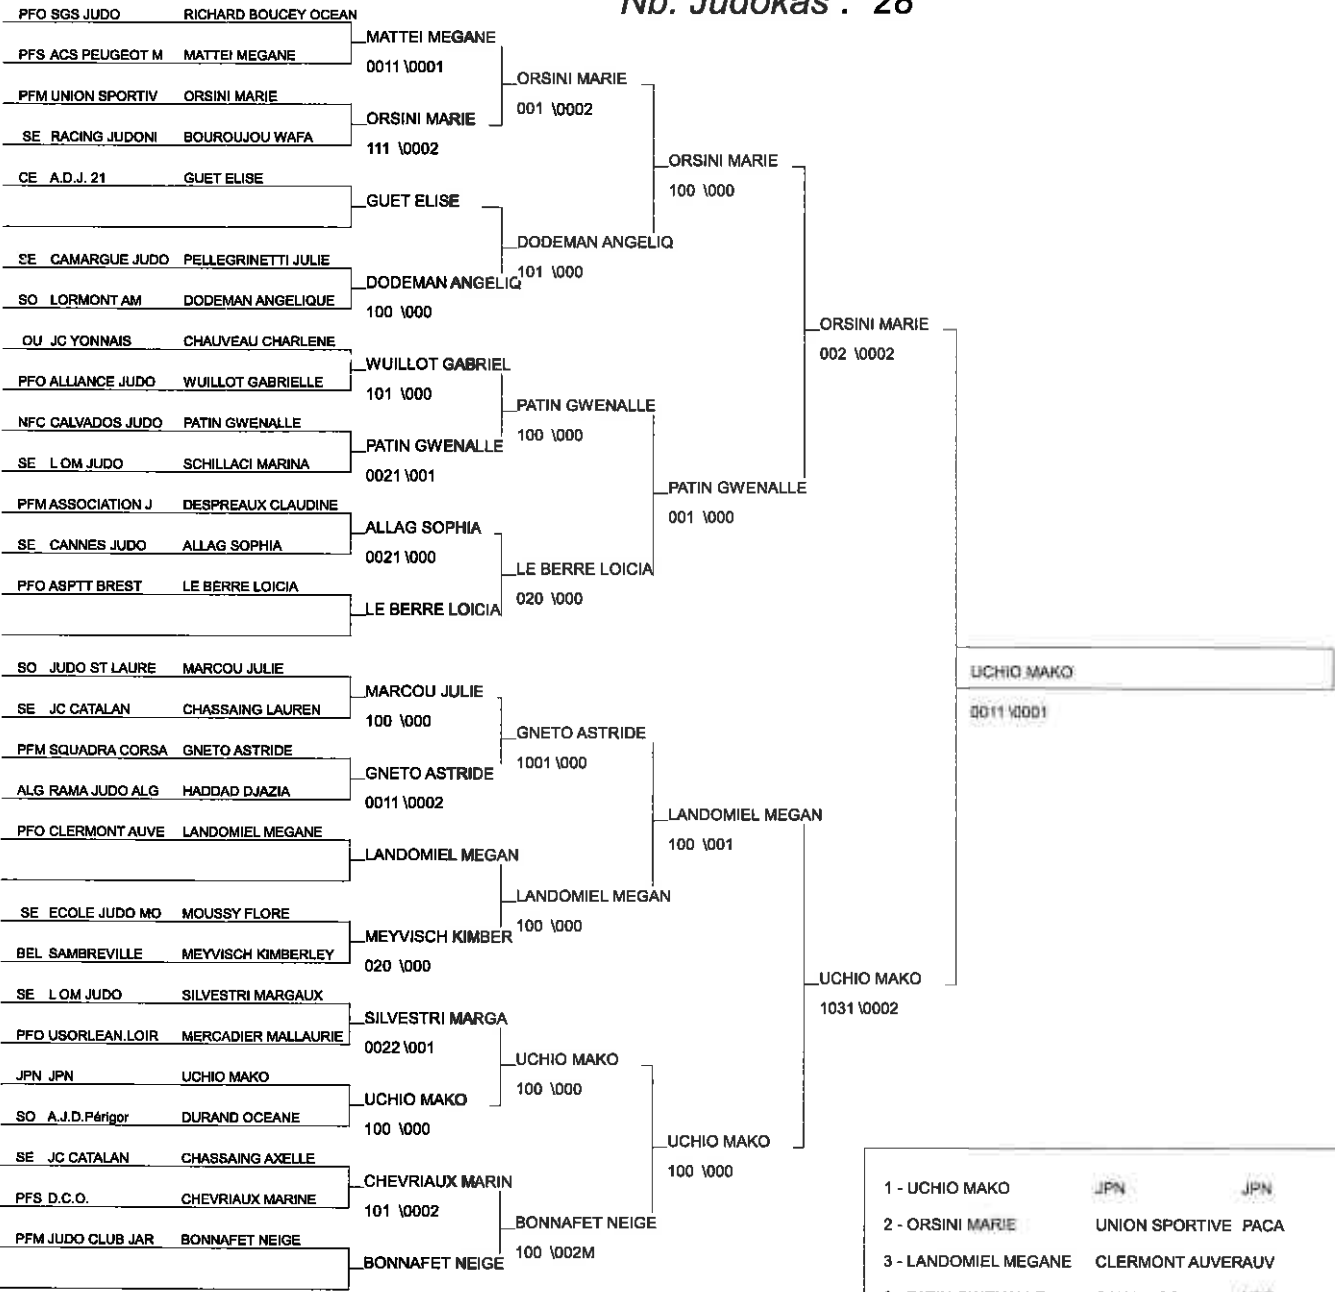 Nb. Judokas : 28
PFO SGS JUDO RICHARD BOUCEY OCEAN
PFS ACS PEUGEOT M MATTEI MEGANE
PFM UNION SPORTIV ORSINI MARIE
SE RACING JUDONI BOUROUJOU WAFA
CE A.D.J. 21 GUET ELISE
SE CAMARGUE JUDO PELLEGRINETTI JULIE
SO LORMONT AM DODEMAN ANGELIQUE
OU JC YONNAIS CHAUVEAU CHARLENE
PFO ALLIANCE JUDO WUILLOT GABRIELLE
NFC CALVADOS JUDO PATIN GWENALLE
SE L OM JUDO SCHILLACI MARINA
PFM ASSOCIATION J DESPREAUX CLAUDINE
SE CANNES JUDO ALLAG SOPHIA
PFO ASPTT BREST LE BERRE LOICIA
SO JUDO ST LAURE MARCOU JULIE
SE JC CATALAN CHASSAING LAUREN
PFM SQUADRA CORSA GNETO ASTRIDE
ALG RAMA JUDO ALG HADDAD DJAZIA
PFO CLERMONT AUVE LANDOMIEL MEGANE
SE ECOLE JUDO MO MOUSSY FLORE
BEL SAMBREVILLE MEYVISCH KIMBERLEY
SE L OM JUDO SILVESTRI MARGAUX
PFO USORLEAN.LOIR MERCADIER MALLAURIE
JPN JPN UCHIO MAKO
SO A.J.D.Périgor DURAND OCEANE
SE JC CATALAN CHASSAING AXELLE
PFS D.C.O. CHEVRIAUX MARINE
PFM JUDO CLUB JAR BONNAFET NEIGE
MATTEI MEGANE
0011 \0001
ORSINI MARIE
111 \0002
GUET ELISE
DODEMAN ANGELIQ
100 \000
WUILLOT GABRIEL
101 \000
PATIN GWENALLE
0021 \001
ALLAG SOPHIA
0021 \000
LE BERRE LOICIA
MARCOU JULIE
100 \000
GNETO ASTRIDE
0011 \0002
LANDOMIEL MEGAN
MEYVISCH KIMBER
020 \000
SILVESTRI MARGA
0022 \001
UCHIO MAKO
100 \000
CHEVRIAUX MARIN
101 \0002
BONNAFET NEIGE
ORSINI MARIE
001 \0002
DODEMAN ANGELIQ
101 \000
PATIN GWENALLE
100 \000
LE BERRE LOICIA
020 \000
GNETO ASTRIDE
1001 \000
LANDOMIEL MEGAN
100 \000
UCHIO MAKO
100 \000
BONNAFET NEIGE
100 \002M
ORSINI MARIE
100 \000
PATIN GWENALLE
001 \000
LANDOMIEL MEGAN
100 \001
UCHIO MAKO
100 \000
ORSINI MARIE
002 \0002
UCHIO MAKO
1031 \0002
UCHIO MAKO
0011 \0001
1 - UCHIO MAKO JPN JPN
2 - ORSINI MARIE UNION SPORTIVE PACA
3 - LANDOMIEL MEGANE CLERMONT AUVERAUV